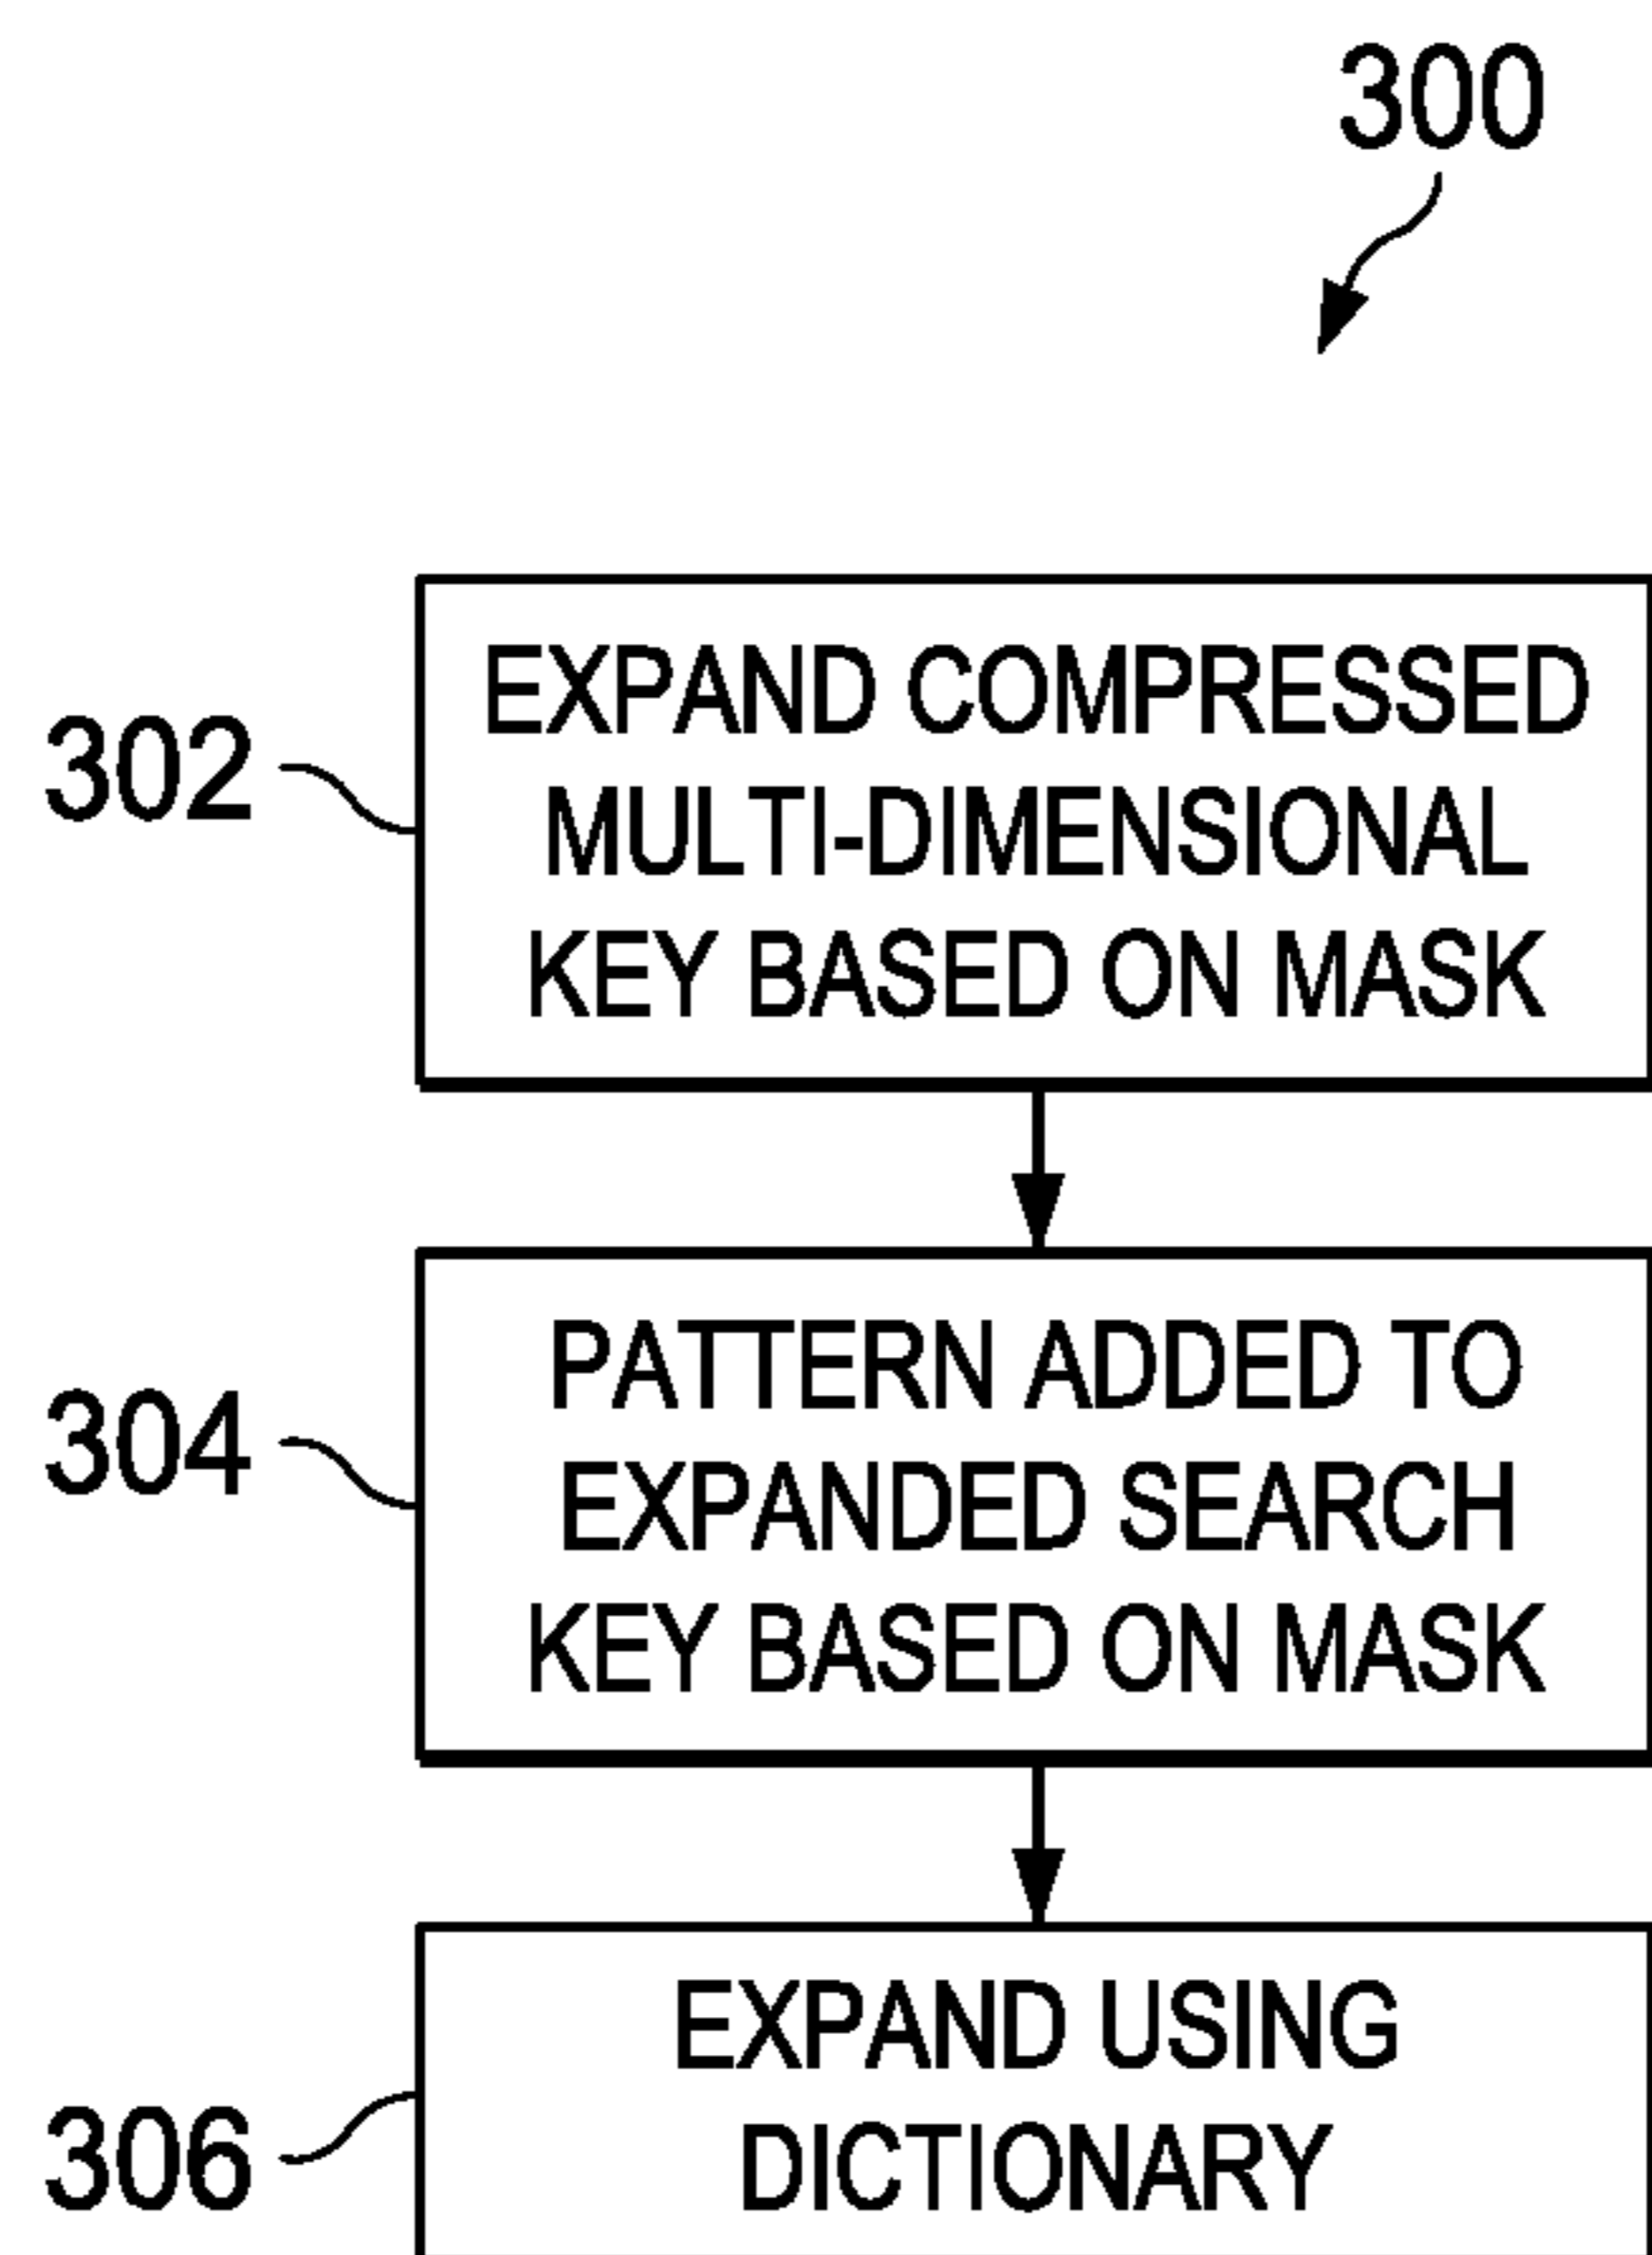 300
302
EXPAND COMPRESSED
MULTI-DIMENSIONAL
KEY BASED ON MASK
304
PATTERN ADDED TO
EXPANDED SEARCH
KEY BASED ON MASK
306
EXPAND USING
DICTIONARY